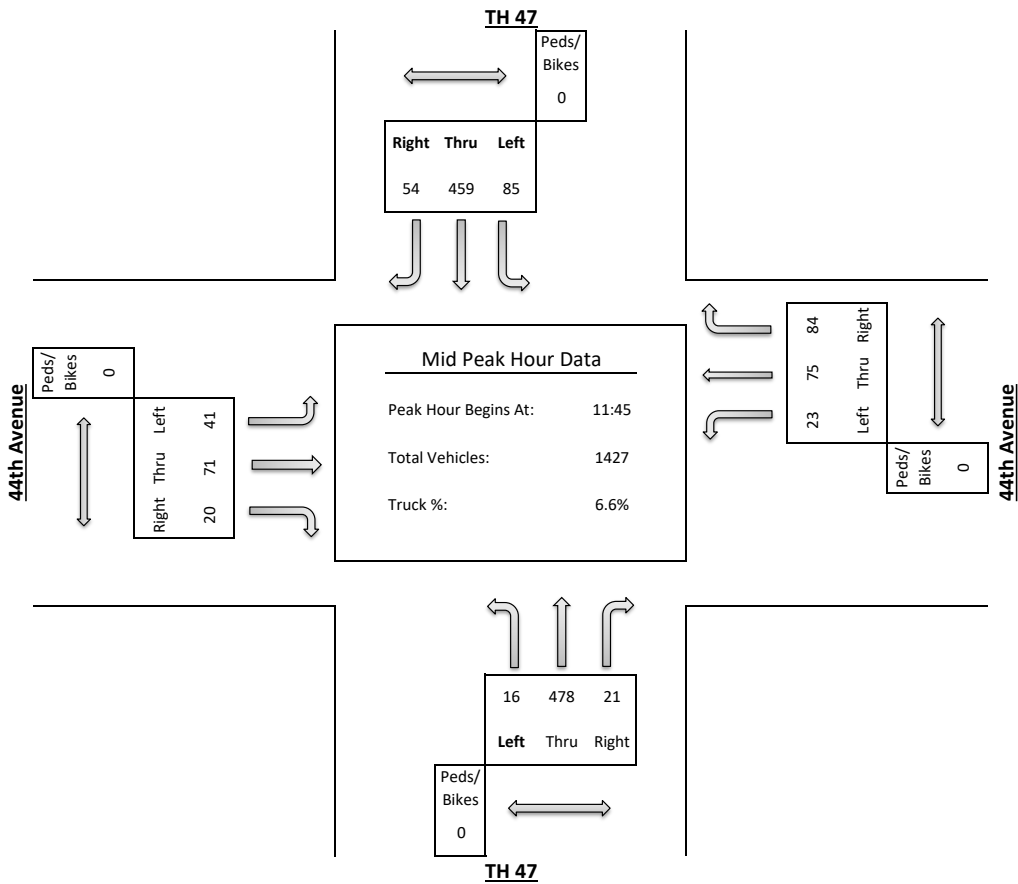 TH 47
Peds/
Bikes
0
Right Thru Left
54 459 85
44th Avenue
Peds/
Bikes
0
Left 41
Thru 71
Right 20
Mid Peak Hour Data
Peak Hour Begins At: 11:45
Total Vehicles: 1427
Truck %: 6.6%
84 Right
75 Thru
23 Left
Peds/
Bikes
0
44th Avenue
16 478 21
Left Thru Right
Peds/
Bikes
0
TH 47